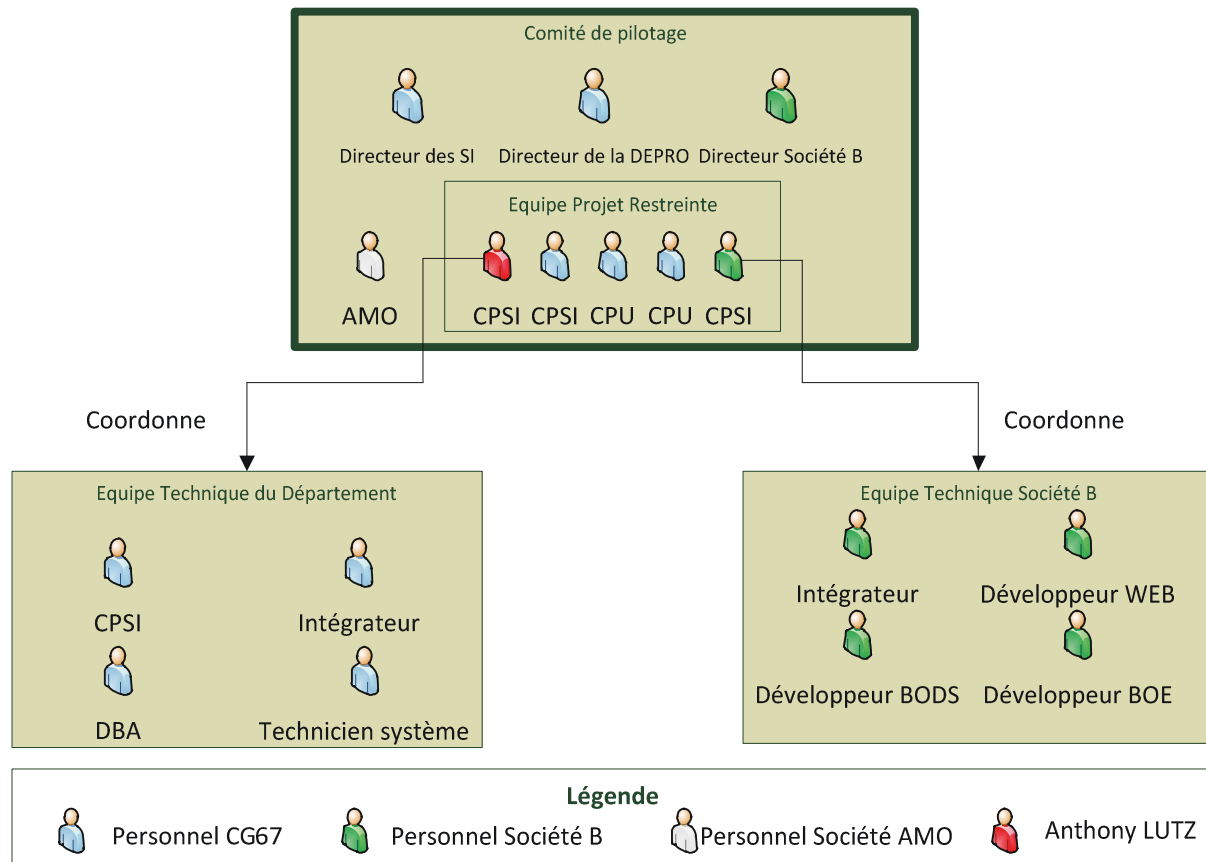 Comité de pilotage
Directeur des SI
Directeur de la DEPRO
Directeur Société B
Equipe Projet Restreinte
AMO
CPSI
CPSI
CPU
CPU
CPSI
Coordonne
Coordonne
Equipe Technique du Département
CPSI
Intégrateur
DBA
Technicien système
Equipe Technique Société B
Intégrateur
Développeur WEB
Développeur BODS
Développeur BOE
Légende
Personnel CG67
Personnel Société B
Personnel Société AMO
Anthony LUTZ